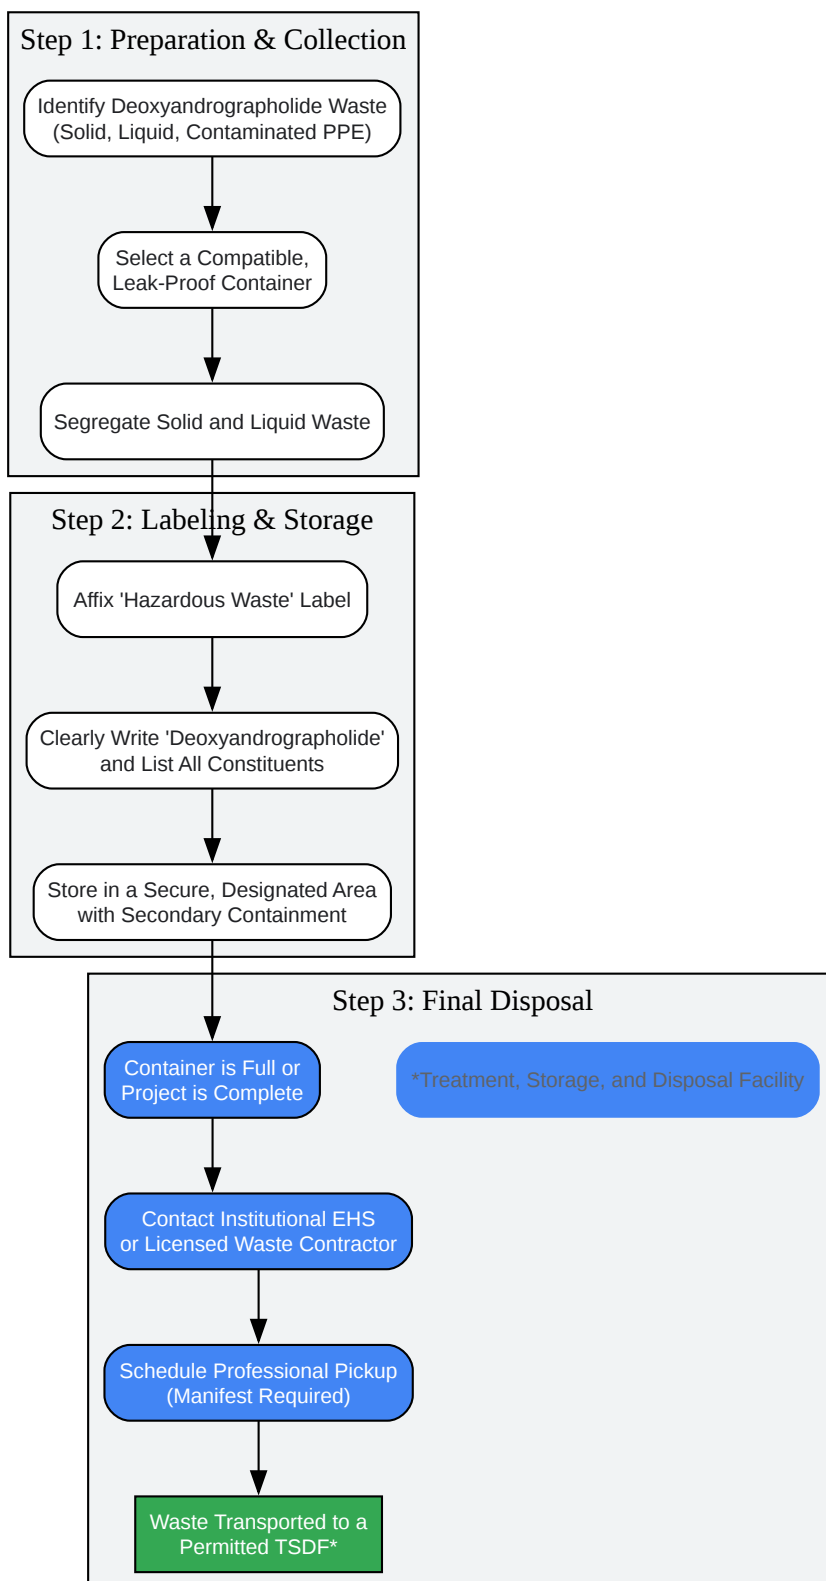 Step 1: Preparation & Collection
Identify Deoxyandrographolide Waste
(Solid, Liquid, Contaminated PPE)
Select a Compatible,
Leak-Proof Container
Segregate Solid and Liquid Waste
Step 2: Labeling & Storage
Affix 'Hazardous Waste' Label
Clearly Write 'Deoxyandrographolide'
and List All Constituents
Store in a Secure, Designated Area
with Secondary Containment
Step 3: Final Disposal
Container is Full or
Project is Complete
*Treatment, Storage, and Disposal Facility
Contact Institutional EHS
or Licensed Waste Contractor
Schedule Professional Pickup
(Manifest Required)
Waste Transported to a
Permitted TSDF*